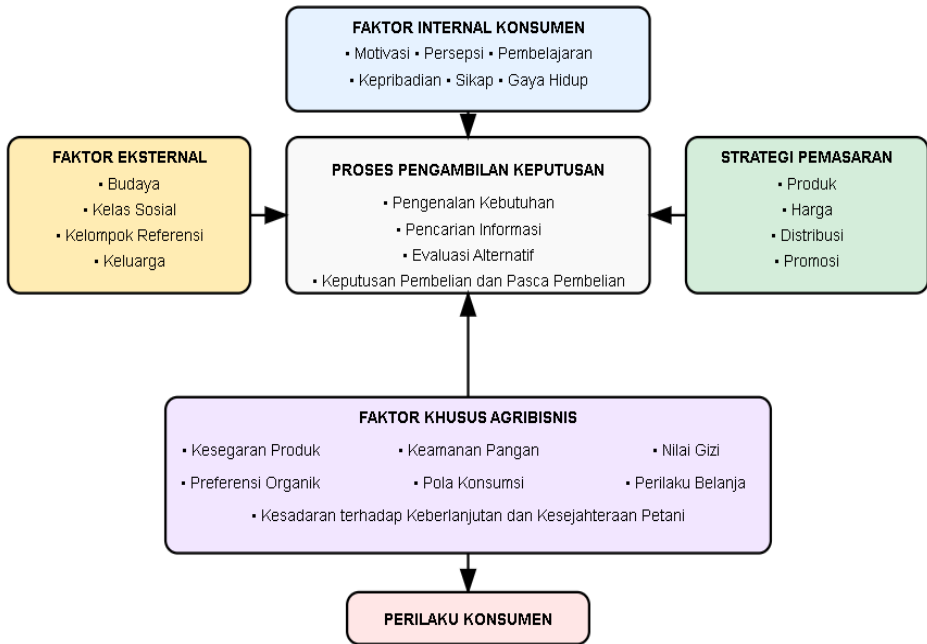 FAKTOR INTERNAL KONSUMEN
▪ Motivasi ▪ Persepsi ▪ Pembelajaran
▪ Kepribadian ▪ Sikap ▪ Gaya Hidup
FAKTOR EKSTERNAL
▪ Budaya
▪ Kelas Sosial
▪ Kelompok Referensi
▪ Keluarga
PROSES PENGAMBILAN KEPUTUSAN
▪ Pengenalan Kebutuhan
▪ Pencarian Informasi
▪ Evaluasi Alternatif
▪ Keputusan Pembelian dan Pasca Pembelian
STRATEGI PEMASARAN
▪ Produk
▪ Harga
▪ Distribusi
▪ Promosi
FAKTOR KHUSUS AGRIBISNIS
▪ Kesegaran Produk ▪ Keamanan Pangan ▪ Nilai Gizi
▪ Preferensi Organik ▪ Pola Konsumsi ▪ Perilaku Belanja
▪ Kesadaran terhadap Keberlanjutan dan Kesejahteraan Petani
PERILAKU KONSUMEN